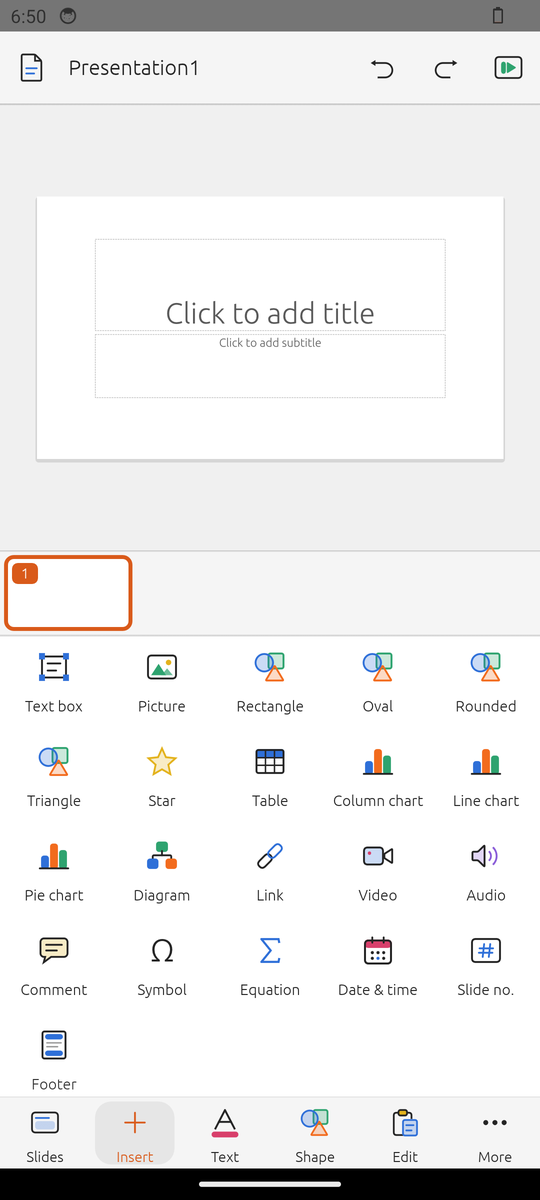 6:50
Presentation1
Click to add title
Click to add subtitle
1
Text box Picture Rectangle Oval Rounded
Triangle Star Table Column chart Line chart
Pie chart Diagram Link Video Audio
Comment Symbol Equation Date & time Slide no.
Footer
Slides Insert Text Shape Edit More